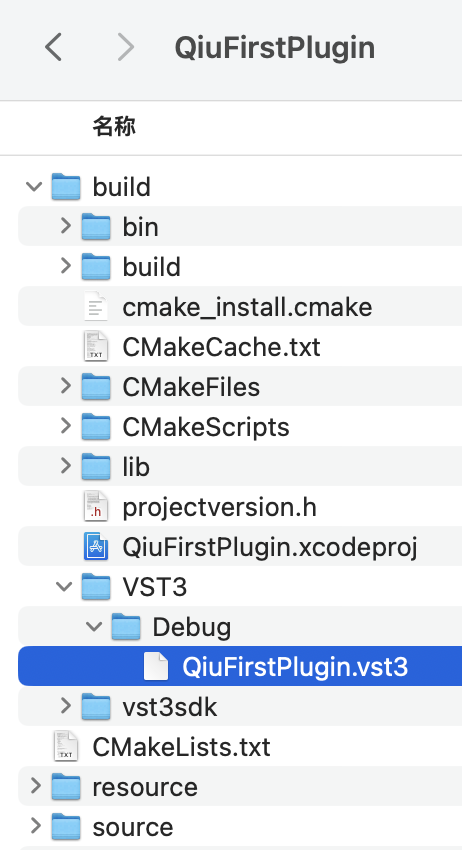 QiuFirstPlugin
名称
build
bin
build
cmake_install.cmake
TXT
CMakeCache.txt
CMakeFiles
CMakeScripts
lib
.h
projectversion.h
QiuFirstPlugin.xcodeproj
VST3
Debug
QiuFirstPlugin.vst3
vst3sdk
TXT
CMakeLists.txt
resource
source